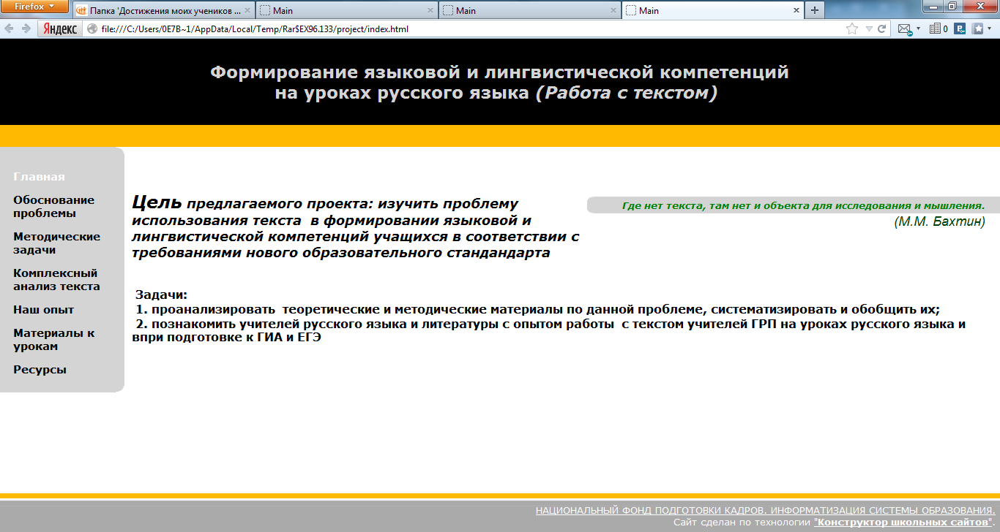 Firefox
Папка 'Достижения моих учеников ...
Main
Main
Main
Яндекс
file:///C:/Users/0E7B~1/AppData/Local/Temp/Rar$EX96.133/project/index.html
0
Формирование языковой и лингвистической компетенций
на уроках русского языка (Работа с текстом)
Главная
Обоснование
проблемы
Методические
задачи
Комплексный
анализ текста
Наш опыт
Материалы к
урокам
Ресурсы
Цель предлагаемого проекта: изучить проблему
использования текста в формировании языковой и
лингвистической компетенций учащихся в соответствии с
требованиями нового образовательного стандандарта
Где нет текста, там нет и объекта для исследования и мышления.
(М.М. Бахтин)
Задачи:
1. проанализировать теоретические и методические материалы по данной проблеме, систематизировать и обобщить их;
2. познакомить учителей русского языка и литературы с опытом работы с текстом учителей ГРП на уроках русского языка и
впри подготовке к ГИА и ЕГЭ
НАЦИОНАЛЬНЫЙ ФОНД ПОДГОТОВКИ КАДРОВ. ИНФОРМАТИЗАЦИЯ СИСТЕМЫ ОБРАЗОВАНИЯ.
Сайт сделан по технологии "Конструктор школьных сайтов".